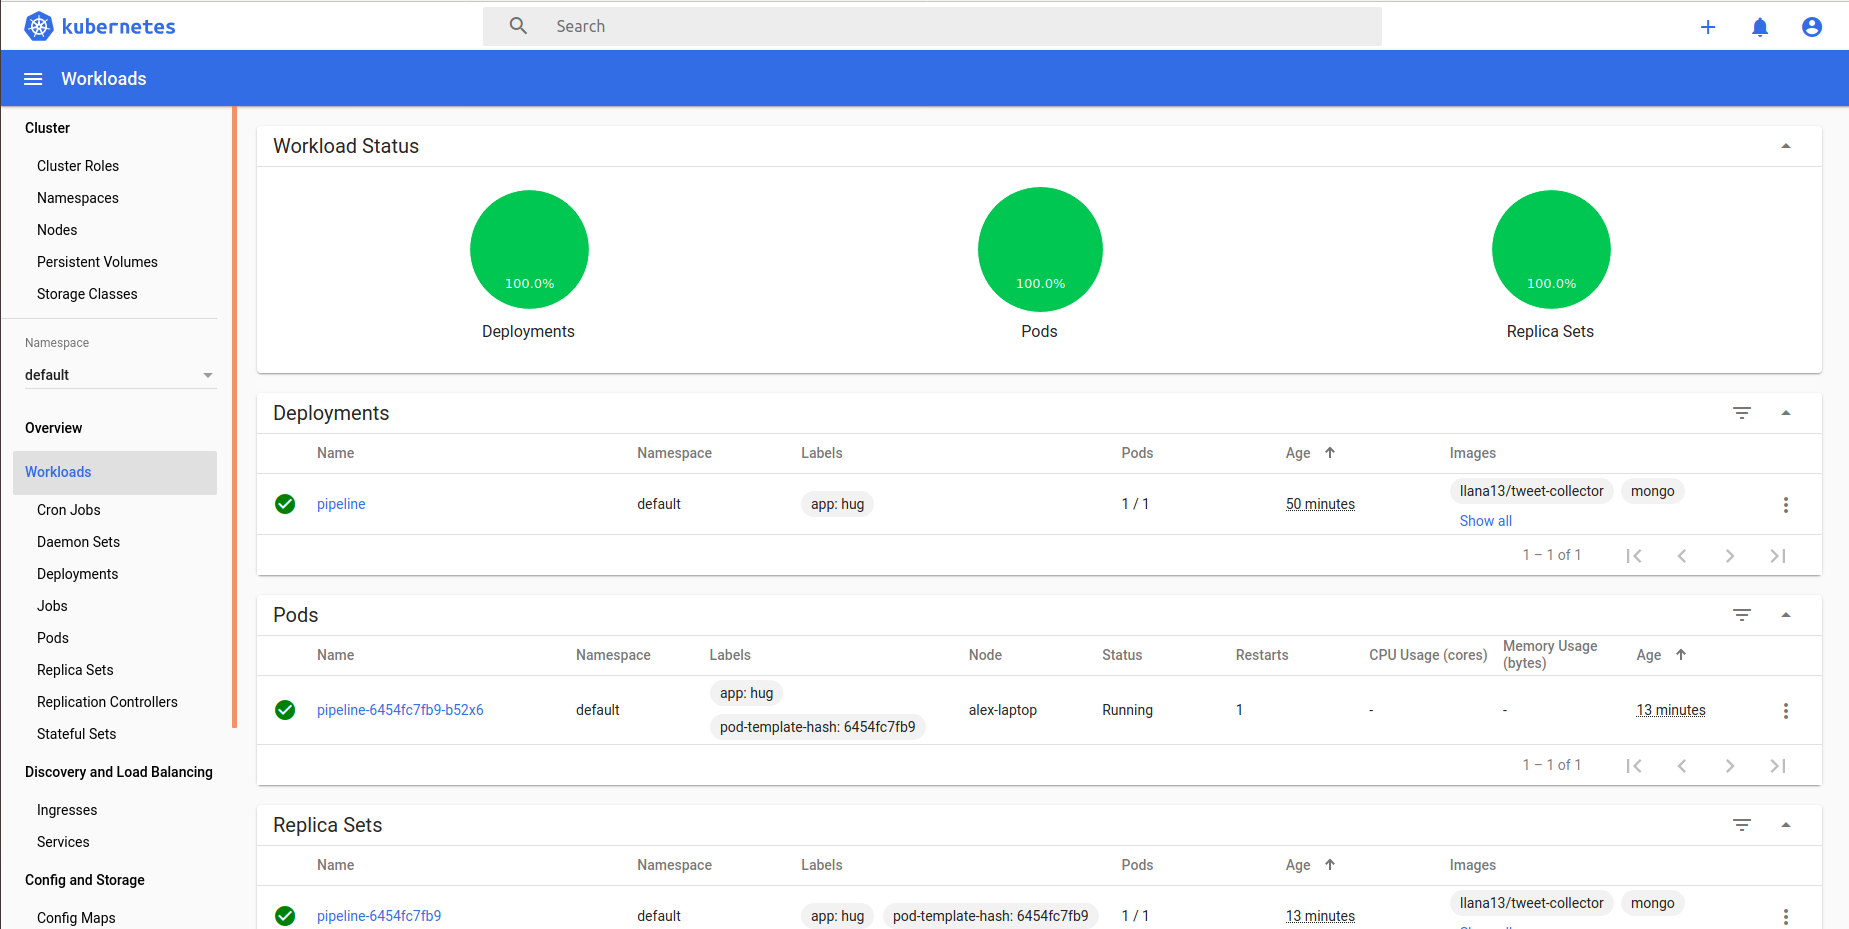 kubernetes
Search
Workloads
Cluster
Cluster Roles
Namespaces
Nodes
Persistent Volumes
Storage Classes
Namespace
default
Overview
Workloads
Cron Jobs
Daemon Sets
Deployments
Jobs
Pods
Replica Sets
Replication Controllers
Stateful Sets
Discovery and Load Balancing
Ingresses
Services
Config and Storage
Config Maps
Workload Status
100.0% 100.0% 100.0%
Deployments Pods Replica Sets
Deployments
Name Namespace Labels Pods Age Images
pipeline default app: hug 1 / 1 50 minutes llana13/tweet-collector mongo
Show all
1 – 1 of 1
Pods
Name Namespace Labels Node Status Restarts CPU Usage (cores) Memory Usage (bytes) Age
pipeline-6454fc7fb9-b52x6 default app: hug pod-template-hash: 6454fc7fb9 alex-laptop Running 1 - - 13 minutes
1 – 1 of 1
Replica Sets
Name Namespace Labels Pods Age Images
pipeline-6454fc7fb9 default app: hug pod-template-hash: 6454fc7fb9 1 / 1 13 minutes llana13/tweet-collector mongo